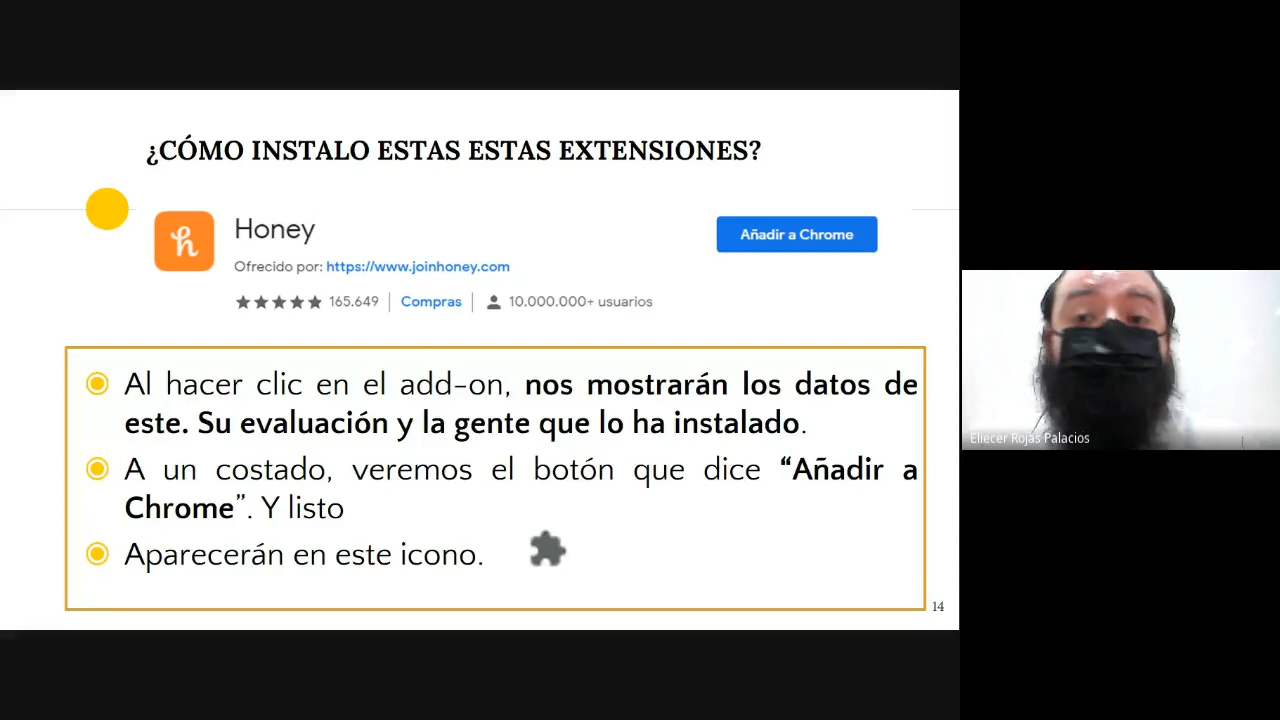 ¿CÓMO INSTALO ESTAS ESTAS EXTENSIONES?
h
Honey
Añadir a Chrome
Ofrecido por: https://www.joinhoney.com
165.649 | Compras | 10.000.000+ usuarios
Al hacer clic en el add-on, nos mostrarán los datos de
este. Su evaluación y la gente que lo ha instalado.
A un costado, veremos el botón que dice “Añadir a
Chrome”. Y listo
Aparecerán en este icono.
14
Eliecer Rojas Palacios